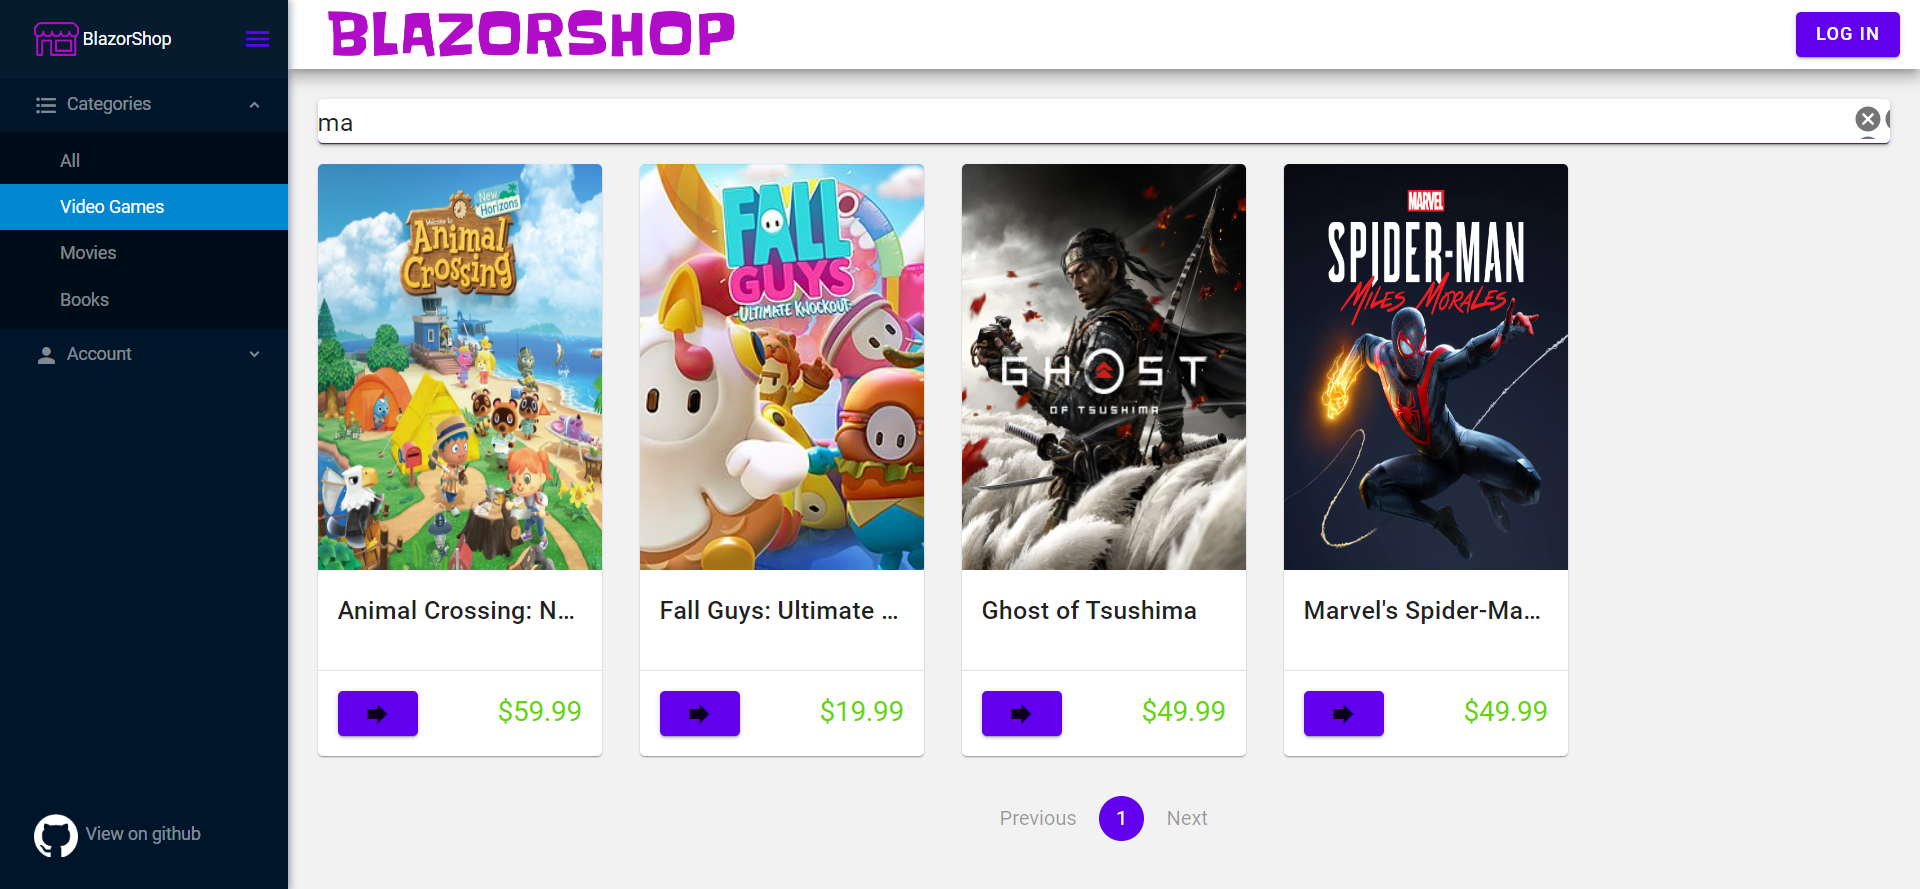 BlazorShop
Categories
All
Video Games
Movies
Books
Account
View on github
BLAZORSHOP
LOG IN
ma
Welcome to
New
Horizons
Animal
Crossing
FALL
GUYS
ULTIMATE KNOCKOUT
GHOST
OF TSUSHIMA
MARVEL
SPIDER-MAN
MILES MORALES
Animal Crossing: N...
Fall Guys: Ultimate ...
Ghost of Tsushima
Marvel's Spider-Ma...
$59.99
$19.99
$49.99
$49.99
Previous
1
Next